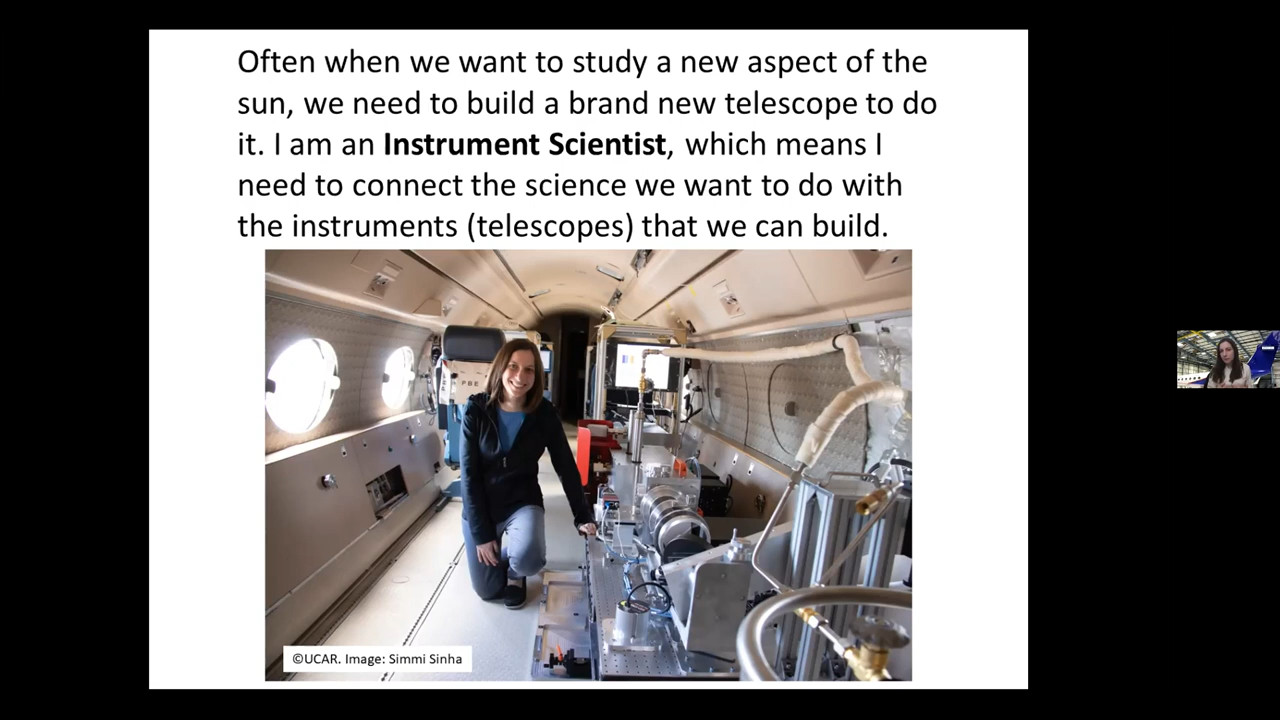 Often when we want to study a new aspect of the
sun, we need to build a brand new telescope to do
it. I am an Instrument Scientist, which means I
need to connect the science we want to do with
the instruments (telescopes) that we can build.
PBE
©UCAR. Image: Simmi Sinha